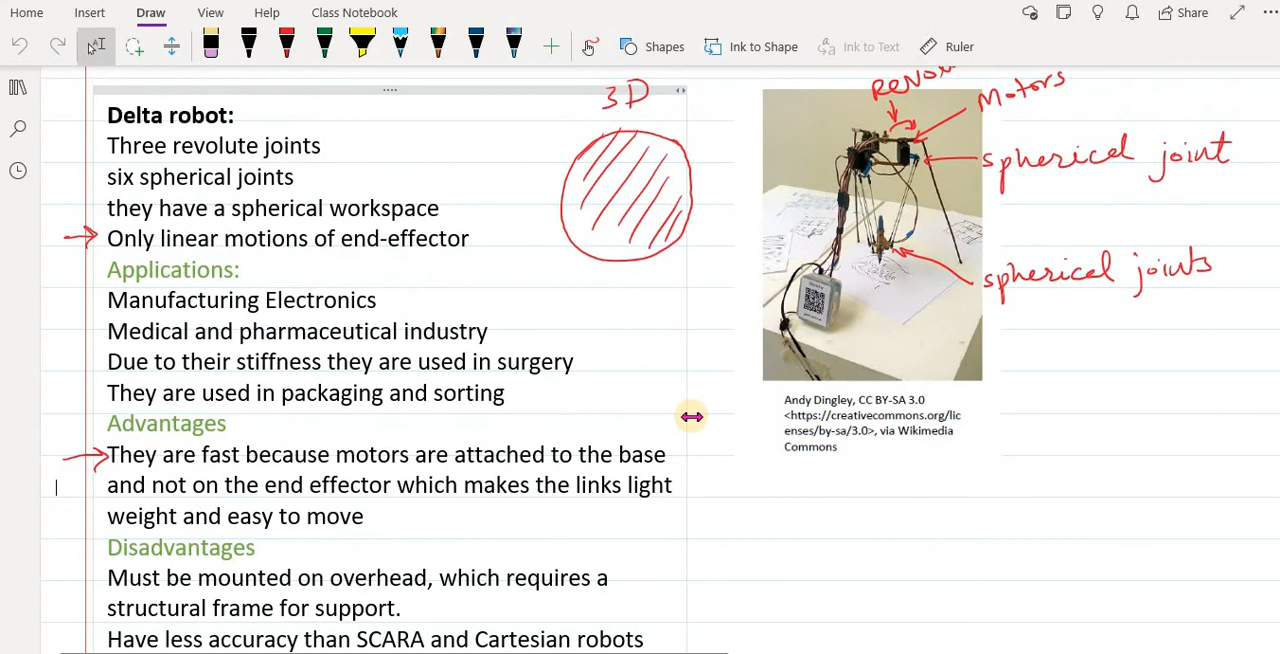 Home Insert Draw View Help Class Notebook Share
Shapes Ink to Shape Ink to Text Ruler
Delta robot:
Three revolute joints
six spherical joints
they have a spherical workspace
Only linear motions of end-effector
Applications:
Manufacturing Electronics
Medical and pharmaceutical industry
Due to their stiffness they are used in surgery
They are used in packaging and sorting
Advantages
They are fast because motors are attached to the base
and not on the end effector which makes the links light
weight and easy to move
Disadvantages
Must be mounted on overhead, which requires a
structural frame for support.
Have less accuracy than SCARA and Cartesian robots
3D
Motors
spherical joint
spherical joints
Andy Dingley, CC BY-SA 3.0
<https://creativecommons.org/lic
enses/by-sa/3.0>, via Wikimedia
Commons